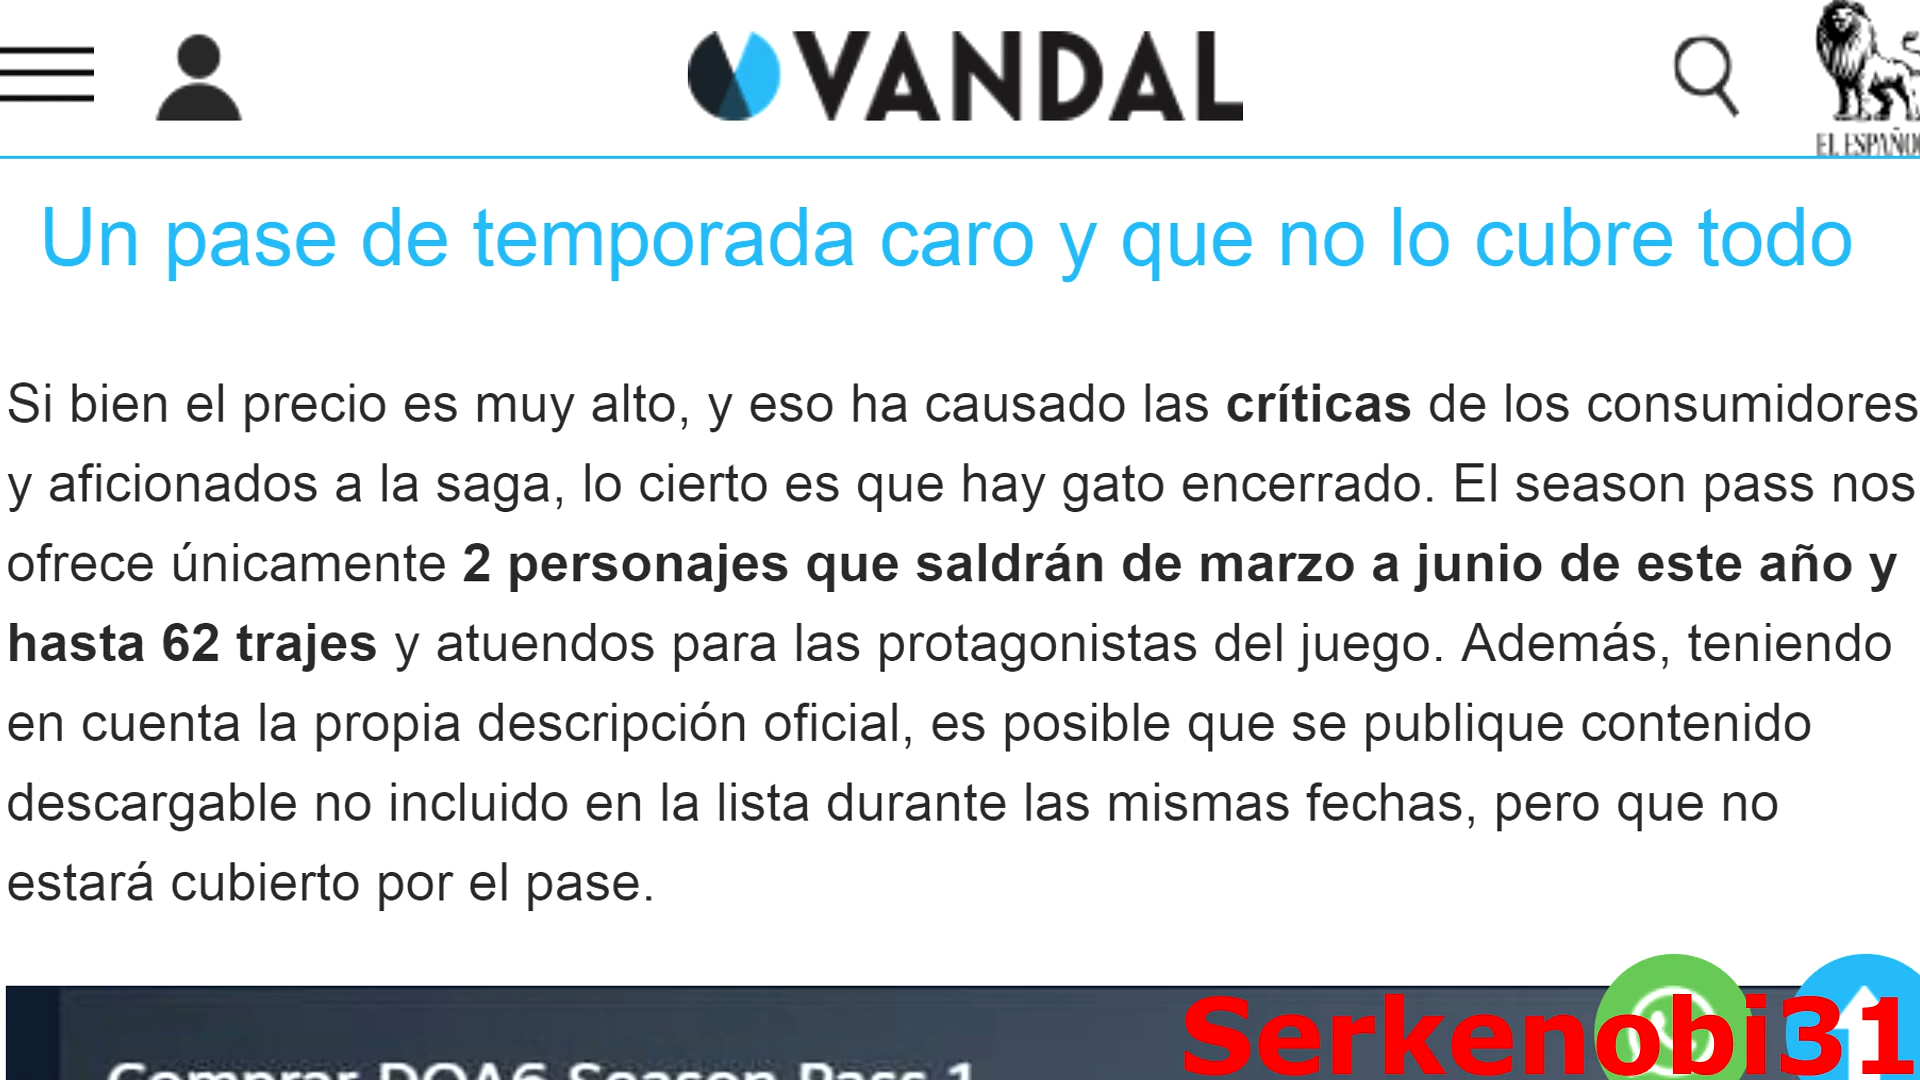 VANDAL
EL ESPAÑOL
Un pase de temporada caro y que no lo cubre todo
Si bien el precio es muy alto, y eso ha causado las críticas de los consumidores
y aficionados a la saga, lo cierto es que hay gato encerrado. El season pass nos
ofrece únicamente 2 personajes que saldrán de marzo a junio de este año y
hasta 62 trajes y atuendos para las protagonistas del juego. Además, teniendo
en cuenta la propia descripción oficial, es posible que se publique contenido
descargable no incluido en la lista durante las mismas fechas, pero que no
estará cubierto por el pase.
Comprar DOA6 Season Pass 1
Serkenobi31